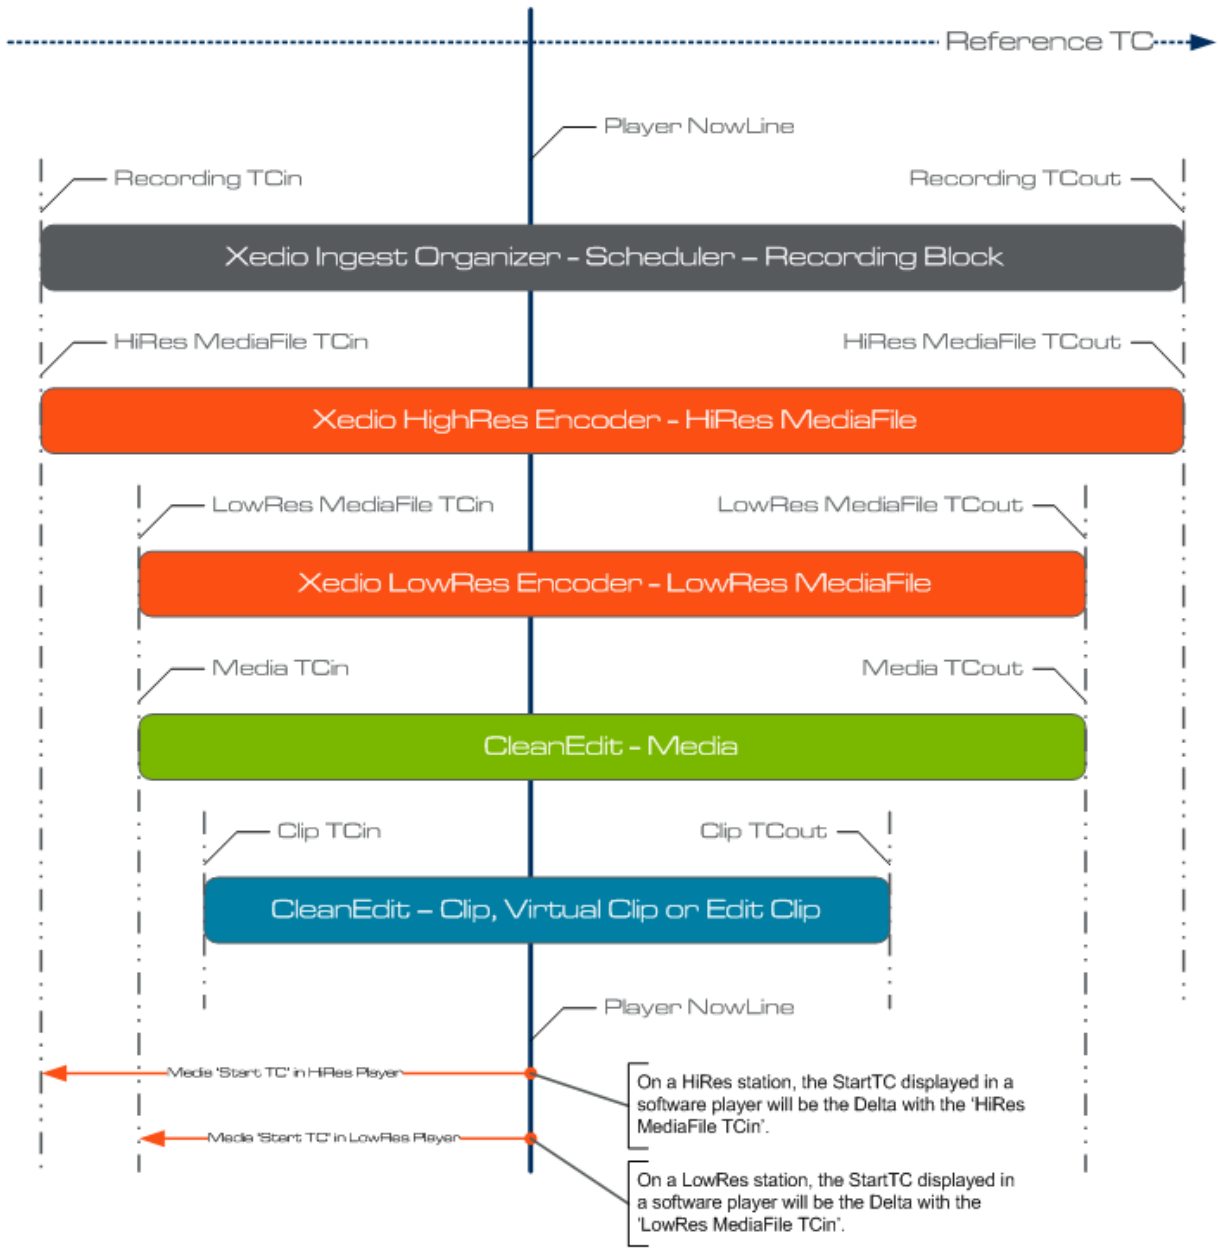 Reference TC
Player NowLine
Recording TCin
Recording TCout
Xedio Ingest Organizer - Scheduler – Recording Block
HiRes MediaFile TCin
HiRes MediaFile TCout
Xedio HighRes Encoder - HiRes MediaFile
LowRes MediaFile TCin
LowRes MediaFile TCout
Xedio LowRes Encoder - LowRes MediaFile
Media TCin
Media TCout
CleanEdit - Media
Clip TCin
Clip TCout
CleanEdit – Clip, Virtual Clip or Edit Clip
Player NowLine
Media 'Start TC' in HiRes Player
On a HiRes station, the StartTC displayed in a
software player will be the Delta with the 'HiRes
MediaFile TCin'.
Media 'Start TC' in LowRes Player
On a LowRes station, the StartTC displayed in
a software player will be the Delta with the
'LowRes MediaFile TCin'.